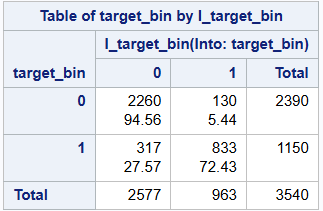 Table of target_bin by I_target_bin
I_target_bin(Into: target_bin)
target_bin 0 1 Total
0 2260 130 2390
94.56 5.44
1 317 833 1150
27.57 72.43
Total 2577 963 3540